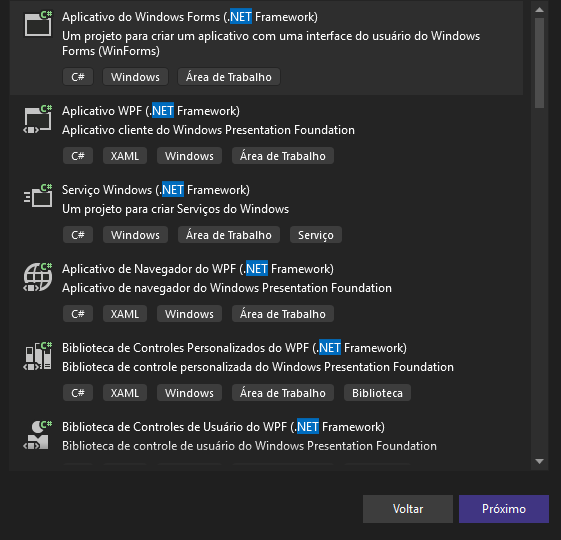 C#
Aplicativo do Windows Forms (.NET Framework)
Um projeto para criar um aplicativo com uma interface do usuário do Windows
Forms (WinForms)
C# Windows Área de Trabalho
C#
Aplicativo WPF (.NET Framework)
Aplicativo cliente do Windows Presentation Foundation
C# XAML Windows Área de Trabalho
C#
Serviço Windows (.NET Framework)
Um projeto para criar Serviços do Windows
C# Windows Área de Trabalho Serviço
C#
Aplicativo de Navegador do WPF (.NET Framework)
Aplicativo de navegador do Windows Presentation Foundation
C# XAML Windows Área de Trabalho
C#
Biblioteca de Controles Personalizados do WPF (.NET Framework)
Biblioteca de controle personalizada do Windows Presentation Foundation
C# XAML Windows Área de Trabalho Biblioteca
C#
Biblioteca de Controles de Usuário do WPF (.NET Framework)
Biblioteca de controle de usuário do Windows Presentation Foundation
Voltar Próximo